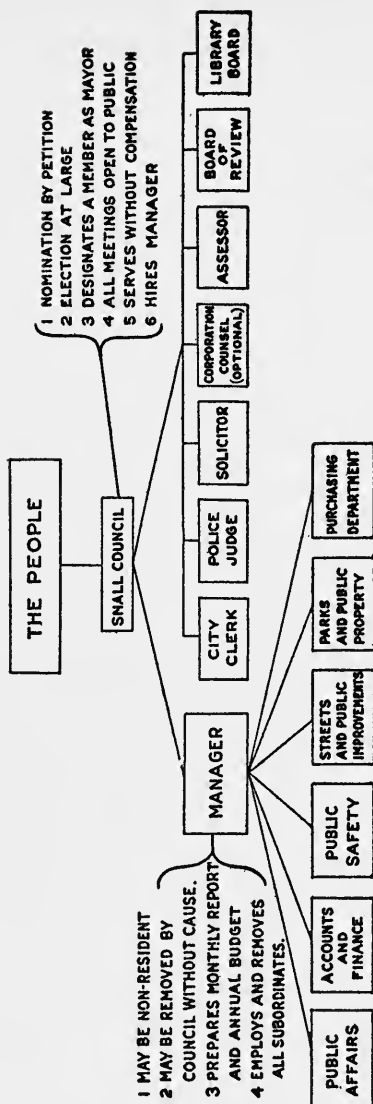 THE PEOPLE
SNALL COUNCIL
1 NOMINATION BY PETITION
2 ELECTION AT LARGE
3 DESIGNATES A MEMBER AS MAYOR
4 ALL MEETINGS OPEN TO PUBLIC
5 SERVES WITHOUT COMPENSATION
6 HIRES MANAGER
MANAGER
1 MAY BE NON-RESIDENT
2 MAY BE REMOVED BY
COUNCIL WITHOUT CAUSE.
3 PREPARES MONTHLY REPORT
AND ANNUAL BUDGET
4 EMPLOYS AND REMOVES
ALL SUBORDINATES.
CITY
CLERK
POLICE
JUDGE
SOLICITOR
CORPORATION
COUNSEL
(OPTIONAL)
ASSESSOR
BOARD
OF
REVIEW
LIBRARY
BOARD
PUBLIC
AFFAIRS
ACCOUNTS
AND
FINANCE
PUBLIC
SAFETY
STREETS
AND PUBLIC
IMPROVEMENTS
PARKS
AND PUBLIC
PROPERTY
PURCHASING
DEPARTMENT